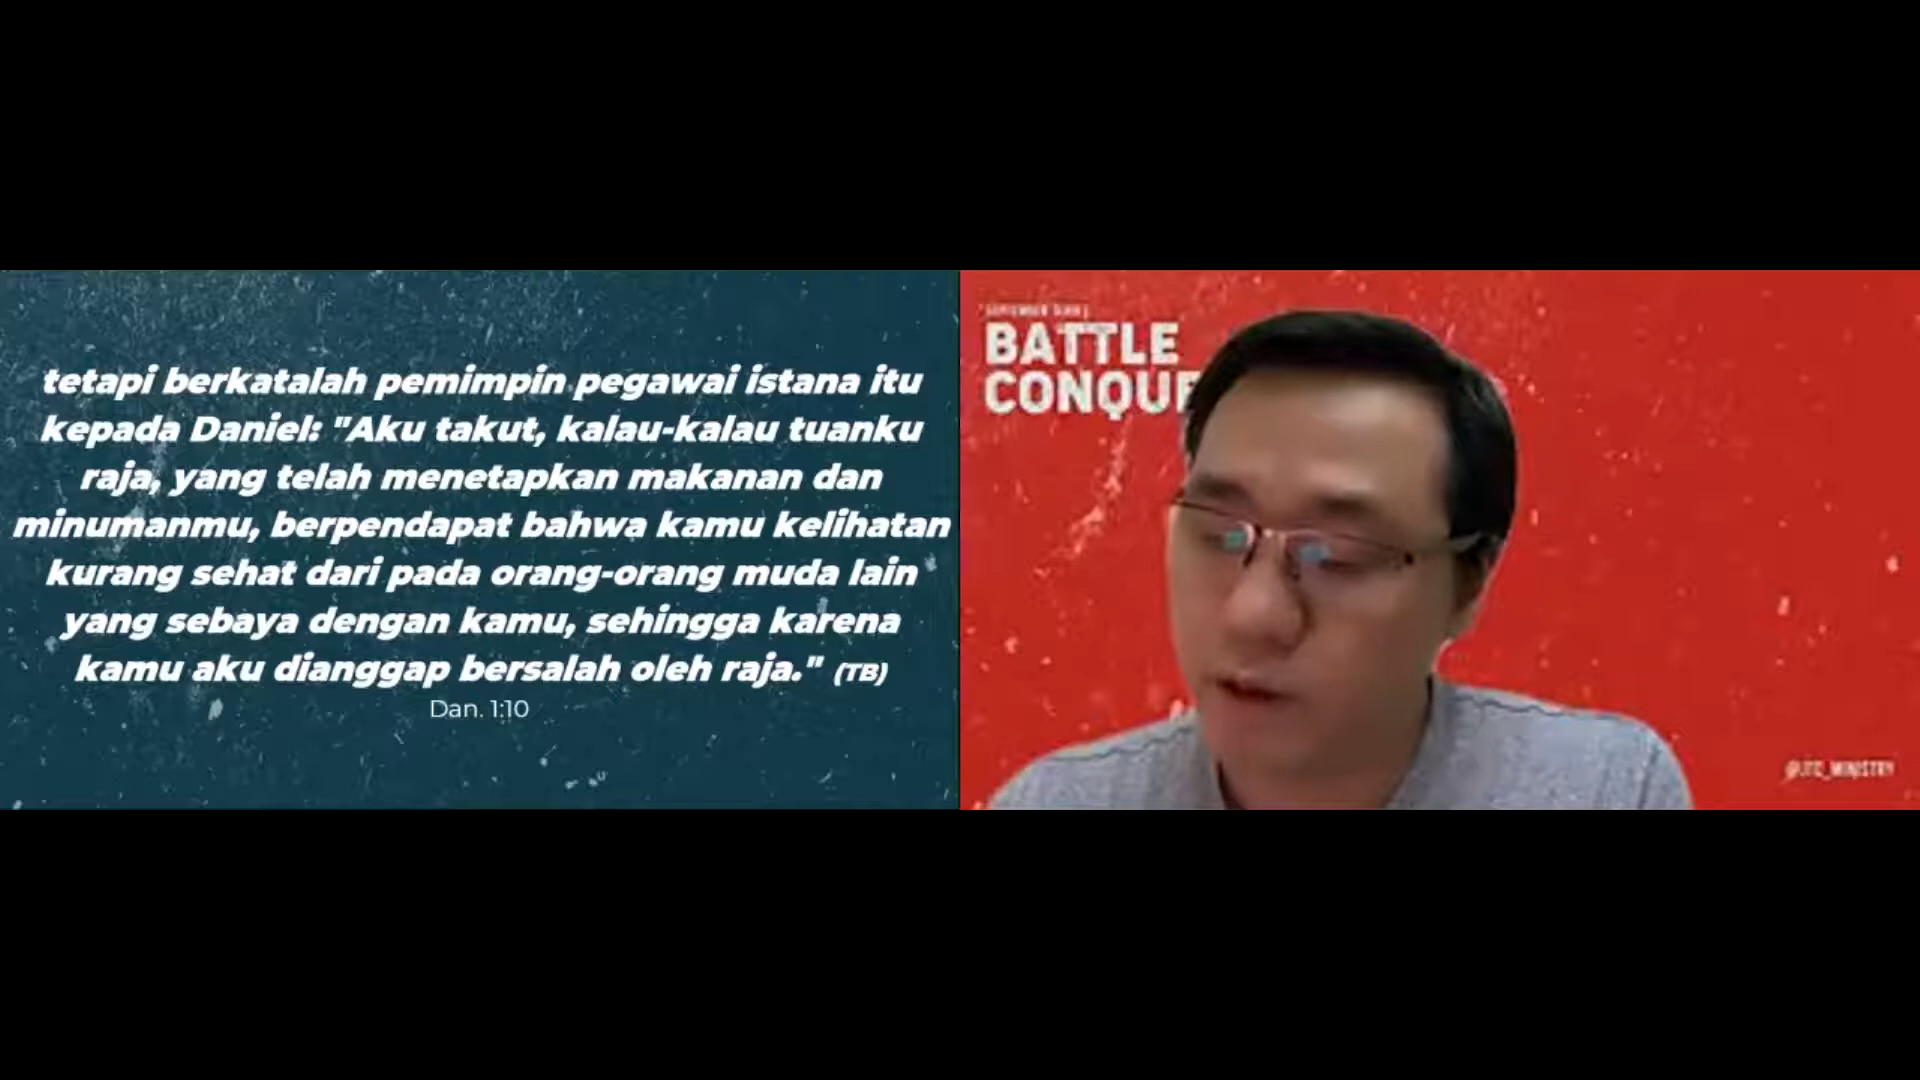 tetapi berkatalah pemimpin pegawai istana itu
kepada Daniel: "Aku takut, kalau-kalau tuanku
raja, yang telah menetapkan makanan dan
minumanmu, berpendapat bahwa kamu kelihatan
kurang sehat dari pada orang-orang muda lain
yang sebaya dengan kamu, sehingga karena
kamu aku dianggap bersalah oleh raja." (TB)
Dan. 1:10
BATTLE
CONQUE
@JTC_MINISTRY